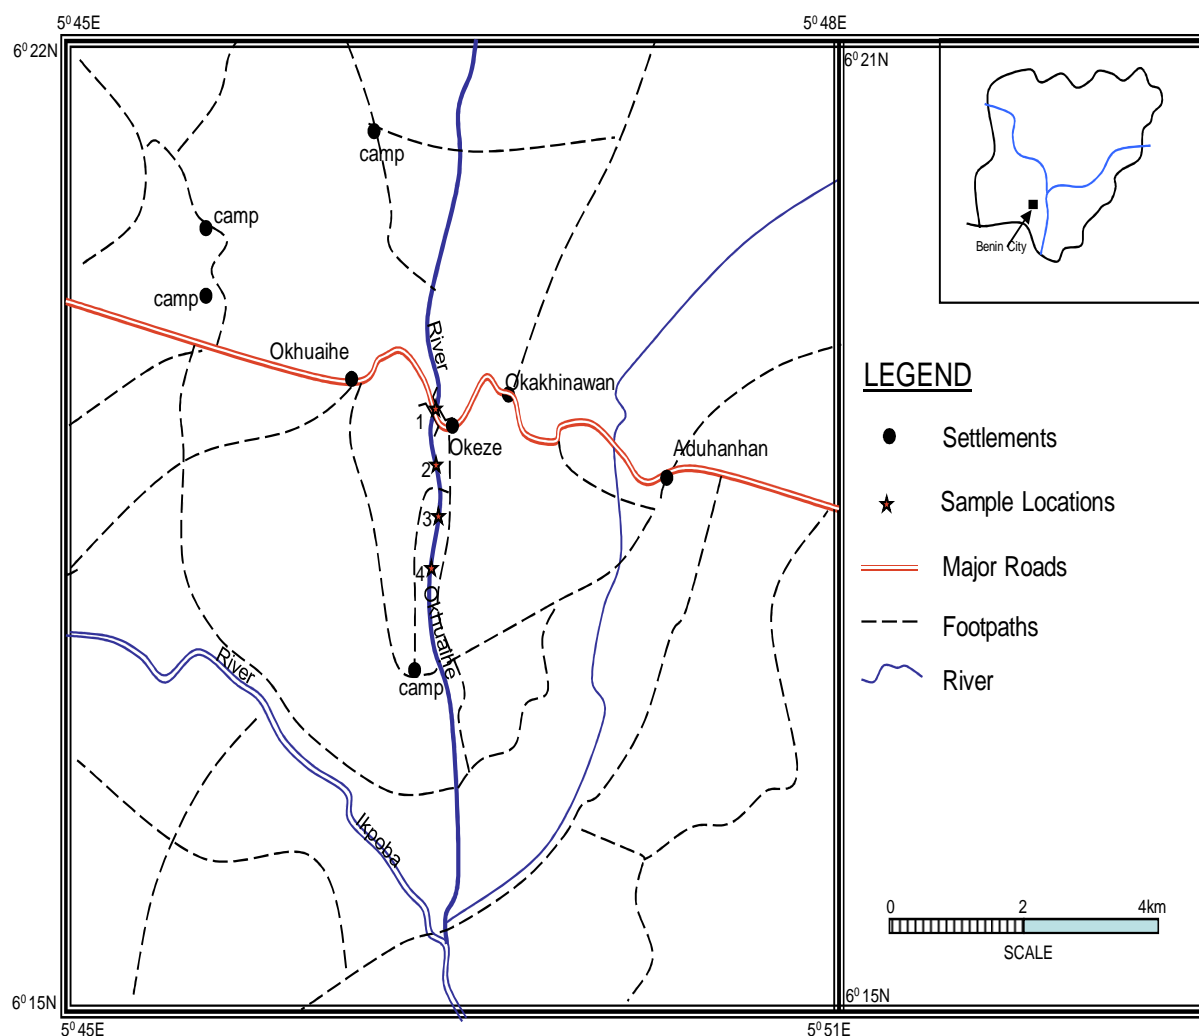 5⁰ 45E
5⁰ 48E
6⁰ 22N
6⁰ 21N
camp
camp
camp
Benin City
River
Okhuaihe
Okakhinawan
1
Okeze
Aduhanhan
2
3
4
Okhuaihe
River
camp
Ikpoba
LEGEND
Settlements
Sample Locations
Major Roads
Footpaths
River
0 2 4km
SCALE
6⁰ 15N
6⁰ 15N
5⁰ 45E
5⁰ 51E